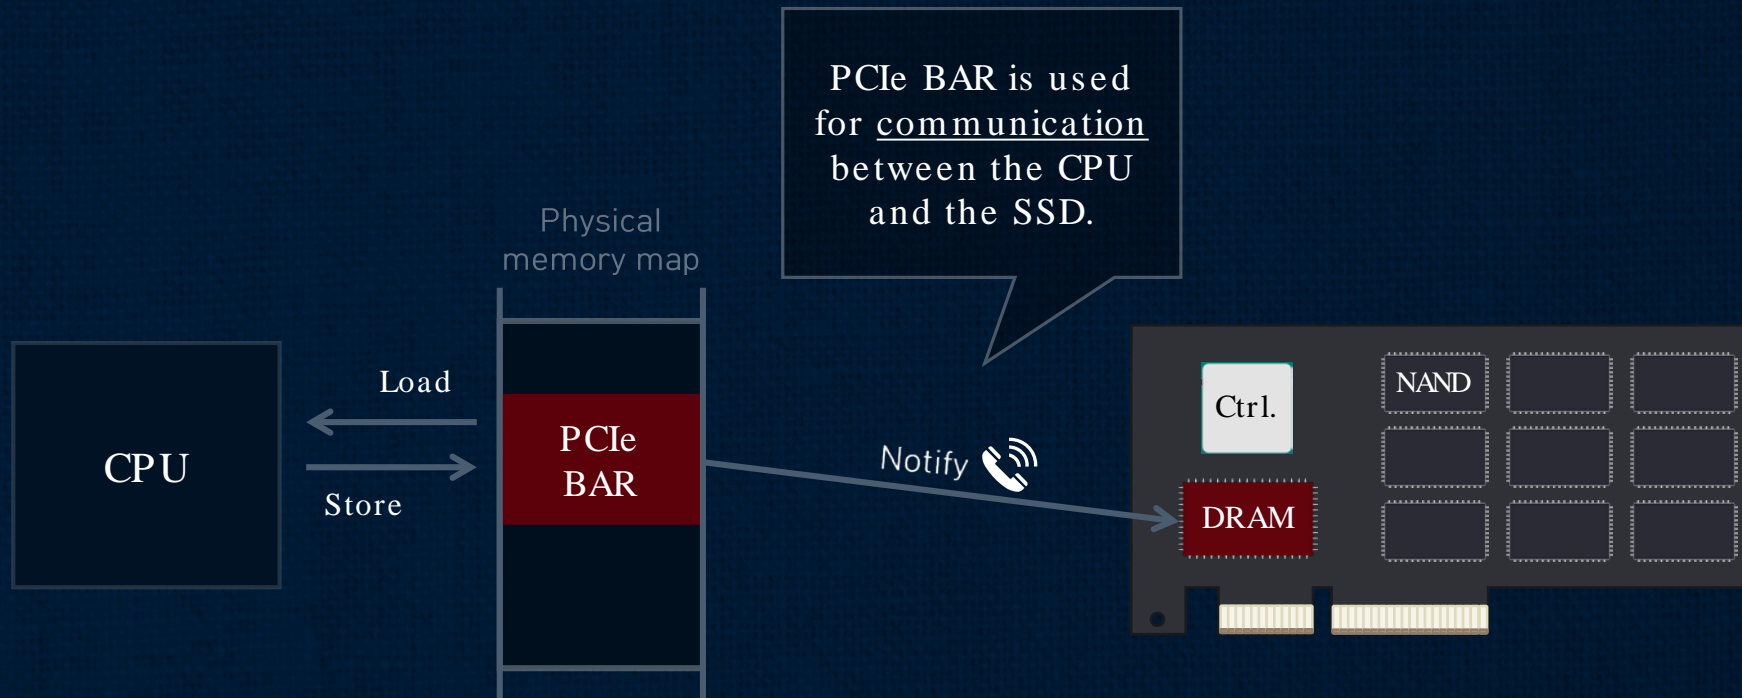 PCIe BAR is used
for communication
between the CPU
and the SSD.
Physical
memory map
CPU
Load
Store
PCIe
BAR
Notify
Ctrl.
DRAM
NAND